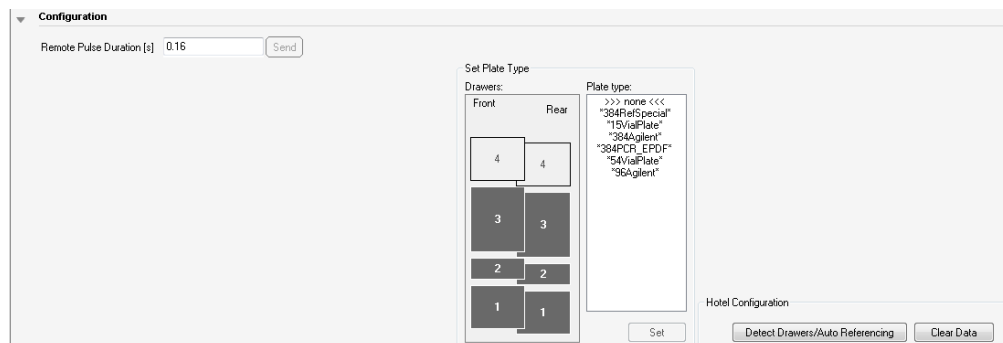 Configuration
Remote Pulse Duration [s] 0.16 Send
Set Plate Type
Drawers:
Front Rear
4 4
3 3
2 2
1 1
Plate type:
>>> none <<<
"384RefSpecial"
"15VialPlate"
"384Agilent"
"384PCR_EPDF"
"54VialPlate"
"96Agilent"
Set
Hotel Configuration
Detect Drawers/Auto Referencing Clear Data